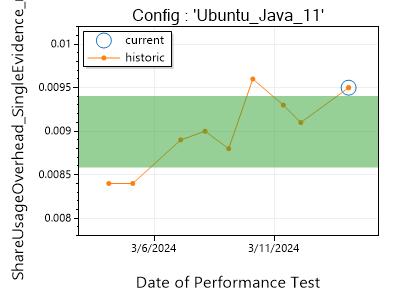 Config : 'Ubuntu_Java_11'
ShareUsageOverhead_SingleEvidence_
current
historic
0.01
0.0095
0.009
0.0085
0.008
3/6/2024
3/11/2024
Date of Performance Test